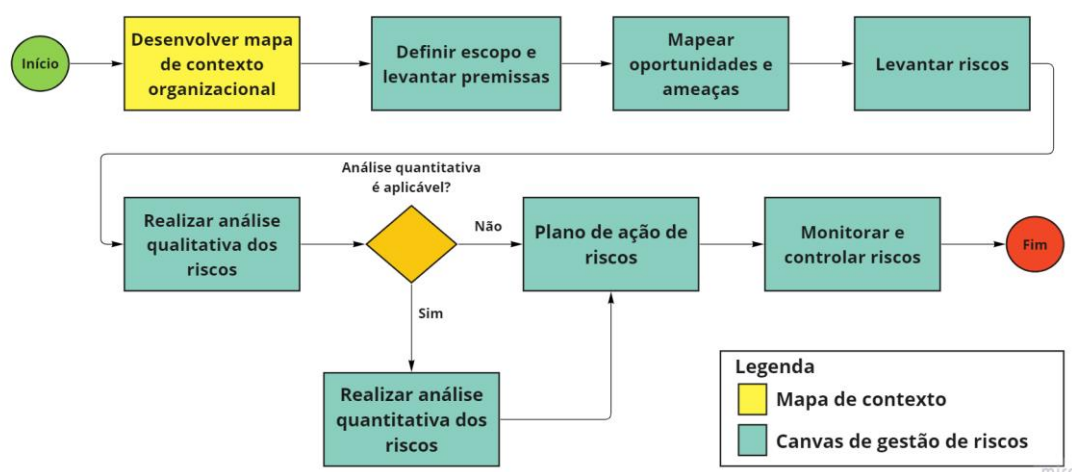 Início
Desenvolver mapa
de contexto
organizacional
Definir escopo e
levantar premissas
Mapear
oportunidades e
ameaças
Levantar riscos
Realizar análise
qualitativa dos
riscos
Análise quantitativa
é aplicável?
Não
Sim
Realizar análise
quantitativa dos
riscos
Plano de ação de
riscos
Monitorar e
controlar riscos
Fim
Legenda
Mapa de contexto
Canvas de gestão de riscos